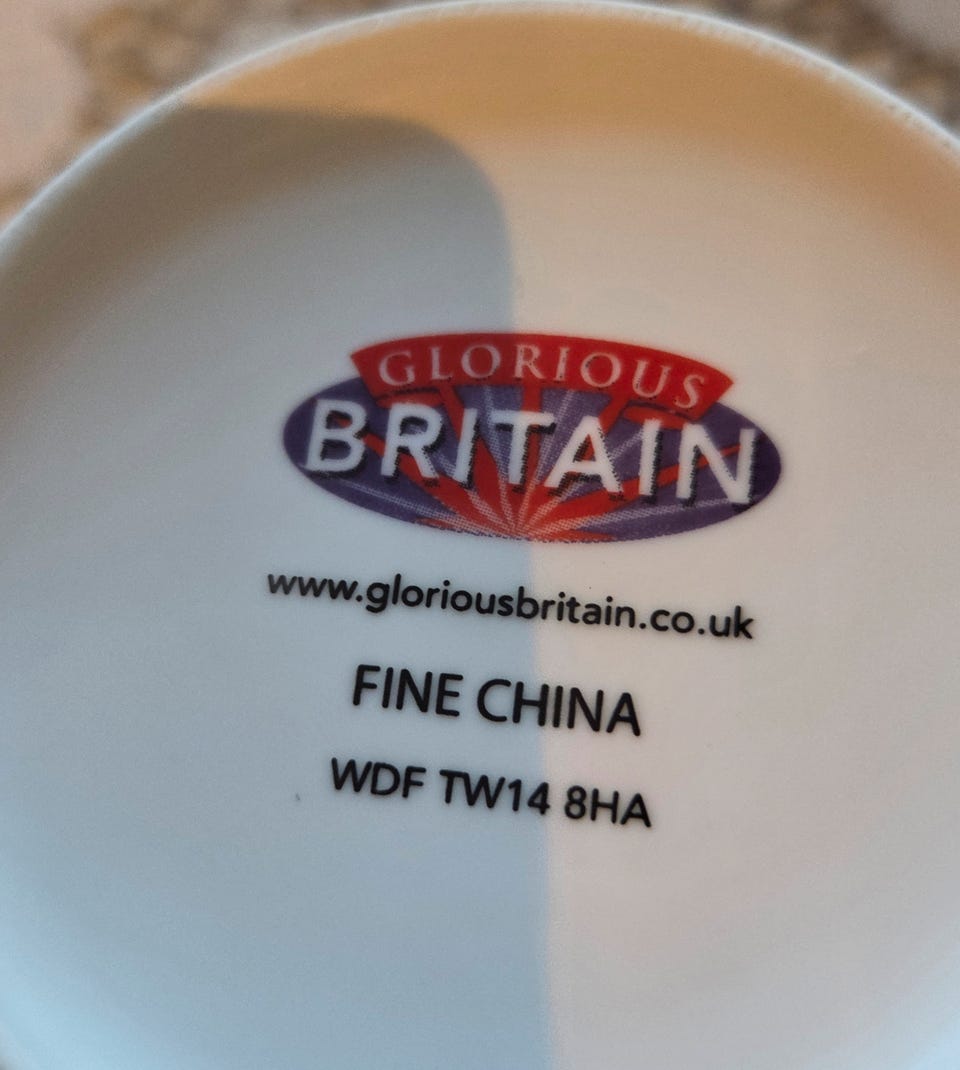 GLORIOUS
BRITAIN
www.gloriousbritain.co.uk
FINE CHINA
WDF TW14 8HA